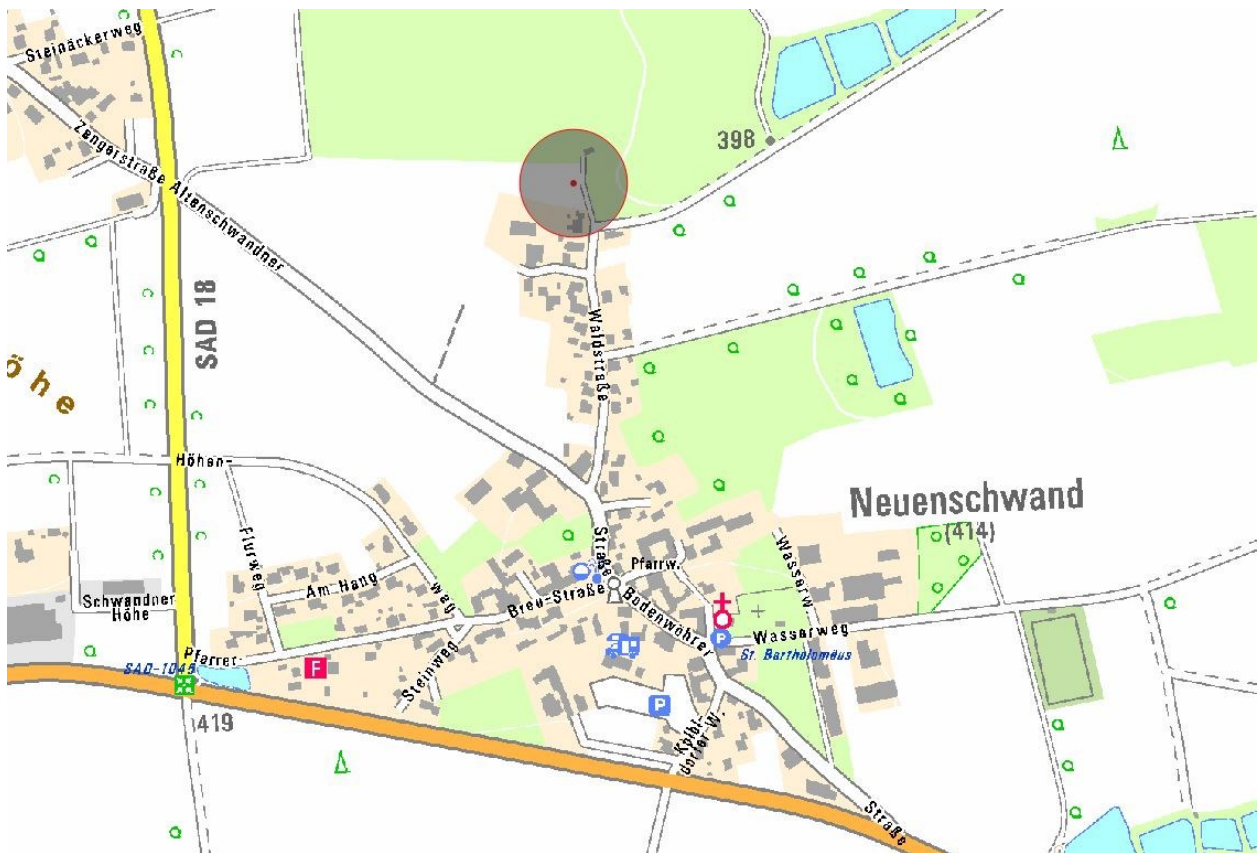 Steinäckerweg
398
Zengerstraße Altenschwandner
SAD 18
öhe
Waldstraße
Höhen-
Neuenschwand
(414)
Flurweg
Am Hang
weg
Straße
Pfarrw.
Wasserw.
Schwandner
Höhe
Breu-Straße
Bodenwöhrer
P
Wasserweg
St. Bartholomäus
Pfarrer-
SAD-1045
F
Steinweg
P
419
Straße